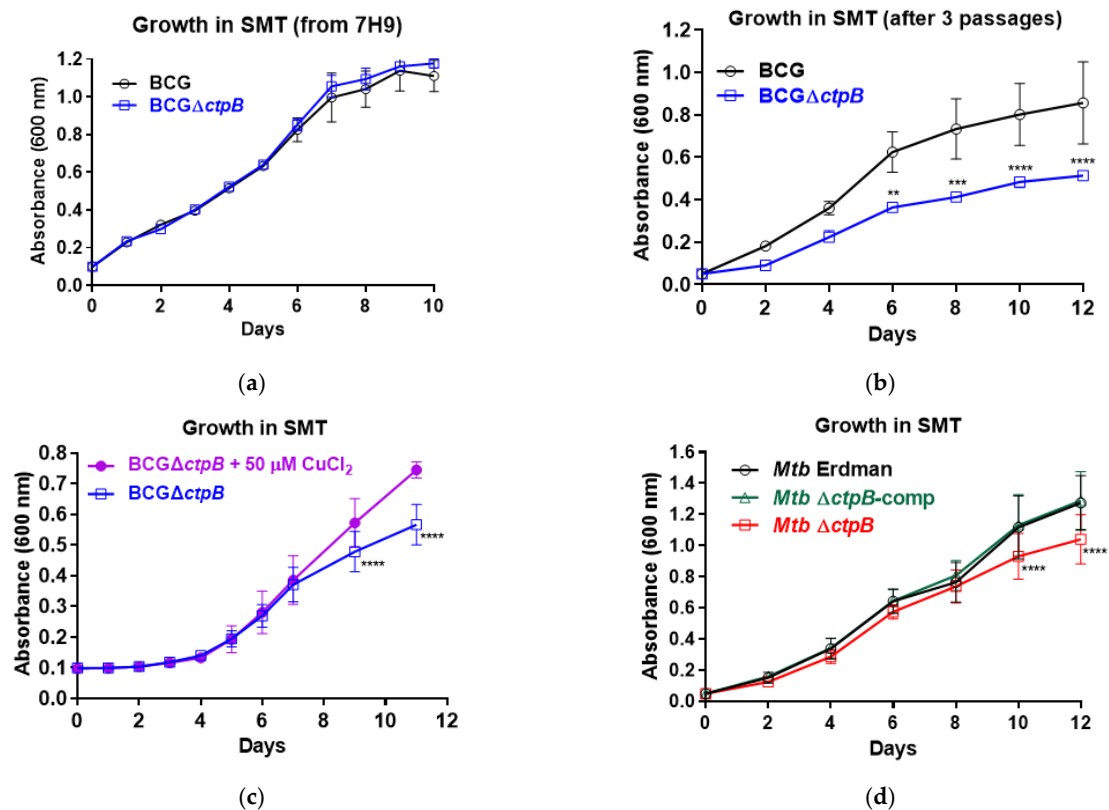 Growth in SMT (from 7H9)
BCG
BCGΔctpB
Absorbance (600 nm)
1.2
1.0
0.8
0.6
0.4
0.2
0.0
0 2 4 6 8 10
Days
(a)
Growth in SMT (after 3 passages)
BCG
BCGΔctpB
Absorbance (600 nm)
1.0
0.8
0.6
0.4
0.2
0.0
**
***
****
****
0 2 4 6 8 10 12
Days
(b)
Growth in SMT
BCGΔctpB + 50 μM CuCl₂
BCGΔctpB
Absorbance (600 nm)
0.8
0.7
0.6
0.5
0.4
0.3
0.2
0.1
0.0
****
****
0 2 4 6 8 10 12
Days
(c)
Growth in SMT
Mtb Erdman
Mtb ΔctpB-comp
Mtb ΔctpB
Absorbance (600 nm)
1.6
1.4
1.2
1.0
0.8
0.6
0.4
0.2
0.0
****
****
0 2 4 6 8 10 12
Days
(d)